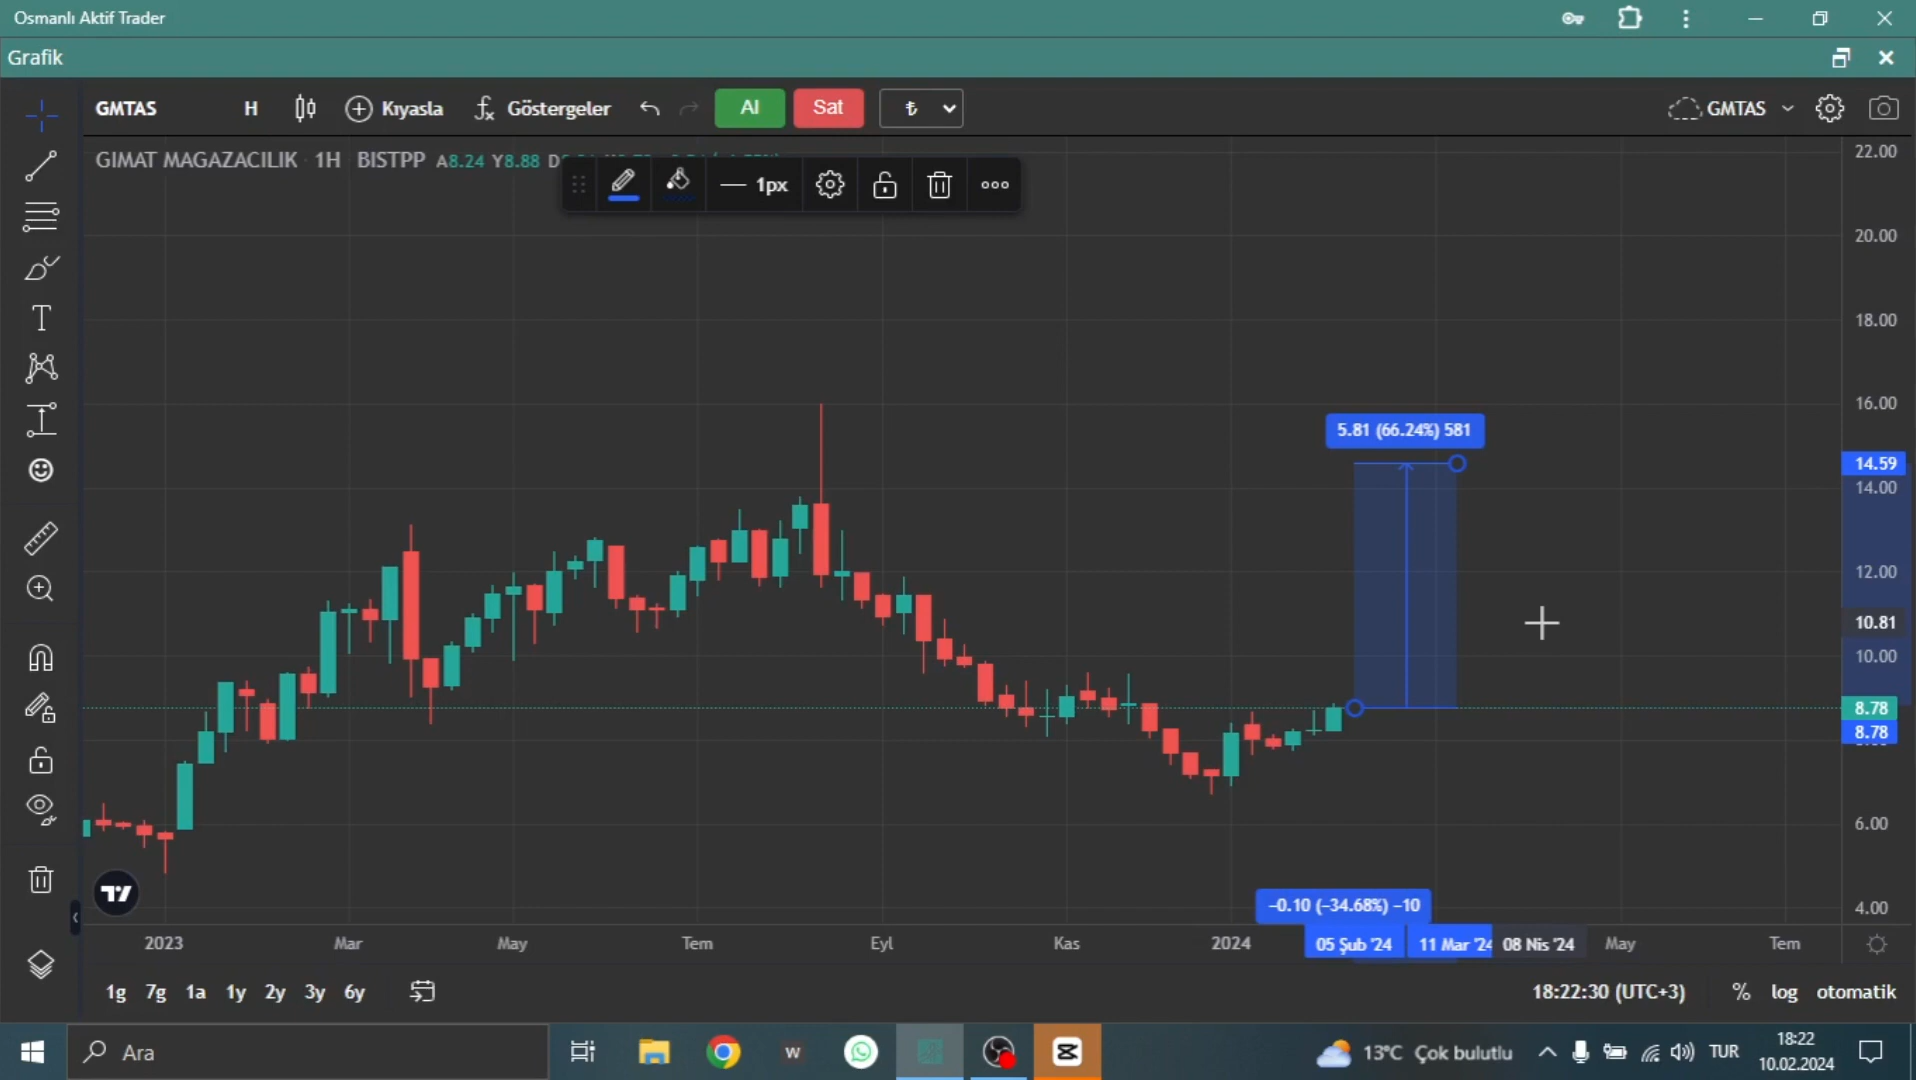 Osmanlı Aktif Trader
Grafik
GMTAS H Kıyasla Göstergeler Al Sat ₺ GMTAS
GIMAT MAGAZACILIK 1H BISTPP A8.24 Y8.88
1px
22.00
20.00
18.00
16.00
5.81 (66.24%) 581
14.59
14.00
12.00
10.81
10.00
8.78
8.78
6.00
4.00
−0.10 (−34.68%) −10
2023 Mar May Tem Eyl Kas 2024 05 Şub '24 11 Mar '24 08 Nis '24 May Tem
1g 7g 1a 1y 2y 3y 6y 18:22:30 (UTC+3) % log otomatik
Ara 13°C Çok bulutlu TUR 18:22
10.02.2024